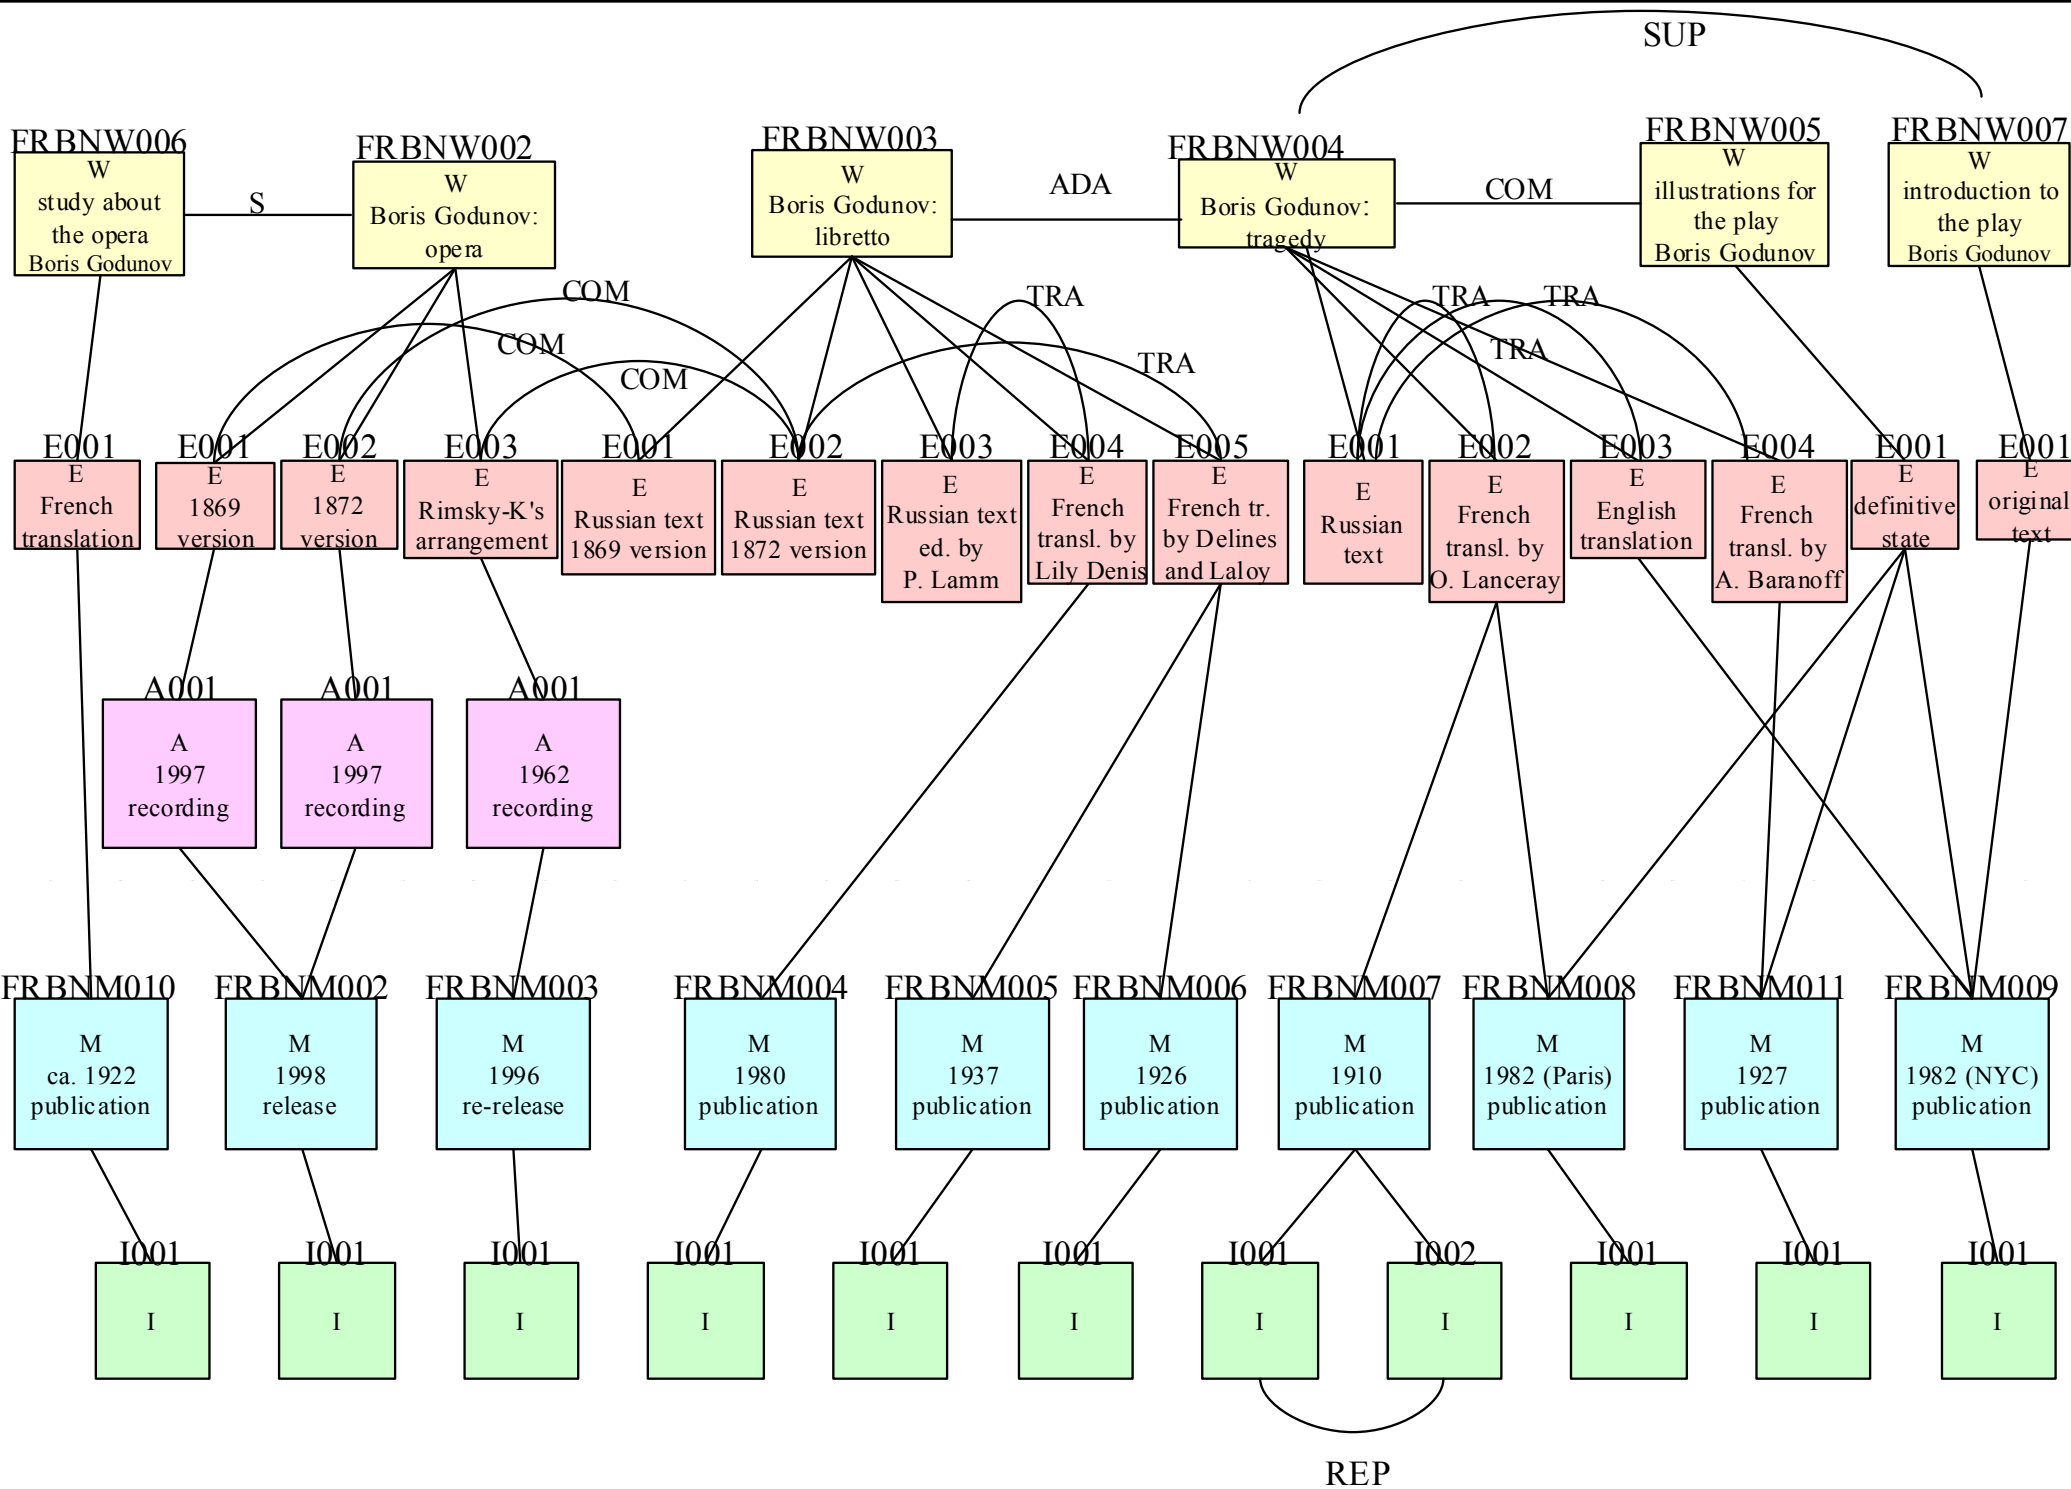 SUP
FRBNW006
W
study about
the opera
Boris Godunov
S
FRBNW002
W
Boris Godunov:
opera
FRBNW003
W
Boris Godunov:
libretto
ADA
FRBNW004
W
Boris Godunov:
tragedy
COM
FRBNW005
W
illustrations for
the play
Boris Godunov
FRBNW007
W
introduction to
the play
Boris Godunov
COM
COM
COM
TRA
TRA
TRA
TRA
TRA
E001
E
French
translation
E001
E
1869
version
E002
E
1872
version
E003
E
Rimsky-K's
arrangement
E001
E
Russian text
1869 version
E002
E
Russian text
1872 version
E003
E
Russian text
ed. by
P. Lamm
E004
E
French
transl. by
Lily Denis
E005
E
French tr.
by Delines
and Laloy
E001
E
Russian
text
E002
E
French
transl. by
O. Lanceray
E003
E
English
translation
E004
E
French
transl. by
A. Baranoff
E001
E
definitive
state
E001
E
original
text
A001
A
1997
recording
A001
A
1997
recording
A001
A
1962
recording
FRBNM010
M
ca. 1922
publication
FRBNM002
M
1998
release
FRBNM003
M
1996
re-release
FRBNM004
M
1980
publication
FRBNM005
M
1937
publication
FRBNM006
M
1926
publication
FRBNM007
M
1910
publication
FRBNM008
M
1982 (Paris)
publication
FRBNM011
M
1927
publication
FRBNM009
M
1982 (NYC)
publication
I001
I
I001
I
I001
I
I001
I
I001
I
I001
I
I001
I
I002
I
I001
I
I001
I
I001
I
REP